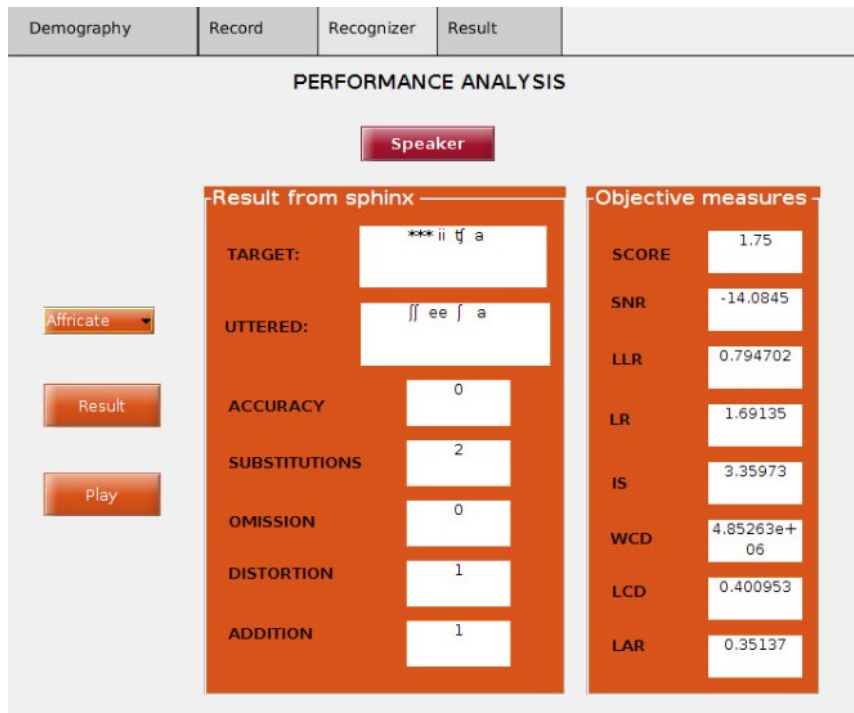 Demography Record Recognizer Result
PERFORMANCE ANALYSIS
Speaker
Affricate
Result
Play
Result from sphinx
TARGET: *** ii ʧ a
UTTERED: ʃʃ ee ʃ a
ACCURACY 0
SUBSTITUTIONS 2
OMISSION 0
DISTORTION 1
ADDITION 1
Objective measures
SCORE 1.75
SNR -14.0845
LLR 0.794702
LR 1.69135
IS 3.35973
WCD 4.85263e+
06
LCD 0.400953
LAR 0.35137